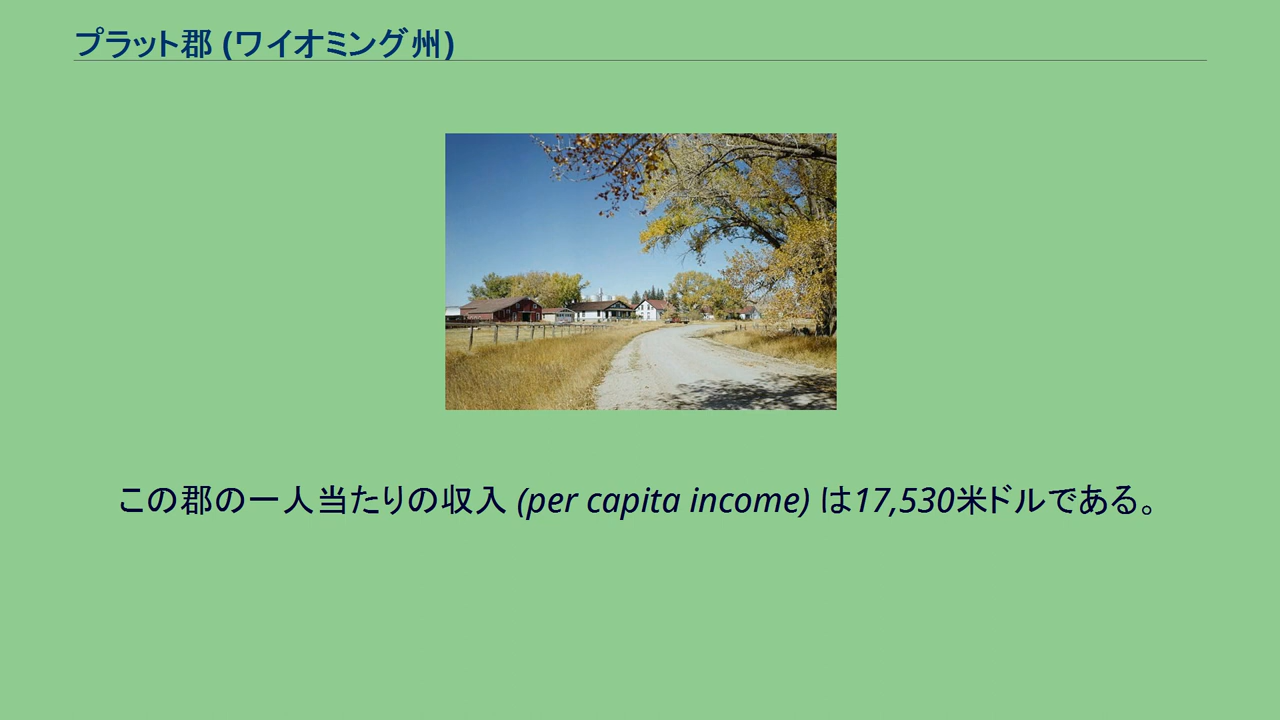 プラット郡 (ワイオミング州)
この郡の一人当たりの収入 (per capita income) は17,530米ドルである。